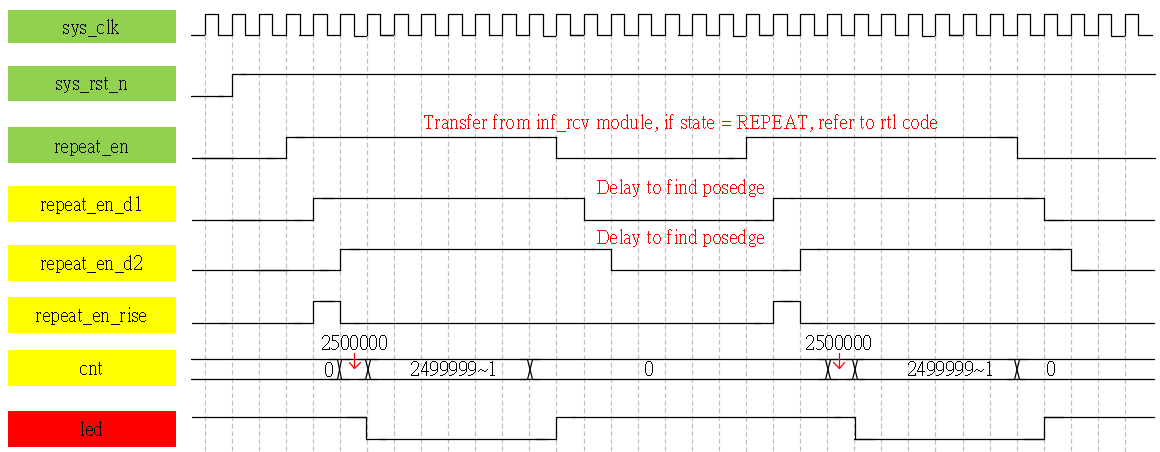 sys_clk
sys_rst_n
Transfer from inf_rcv module, if state = REPEAT, refer to rtl code
repeat_en
Delay to find posedge
repeat_en_d1
Delay to find posedge
repeat_en_d2
repeat_en_rise
2500000 2500000
cnt 0 2499999~1 0 2499999~1 0
led